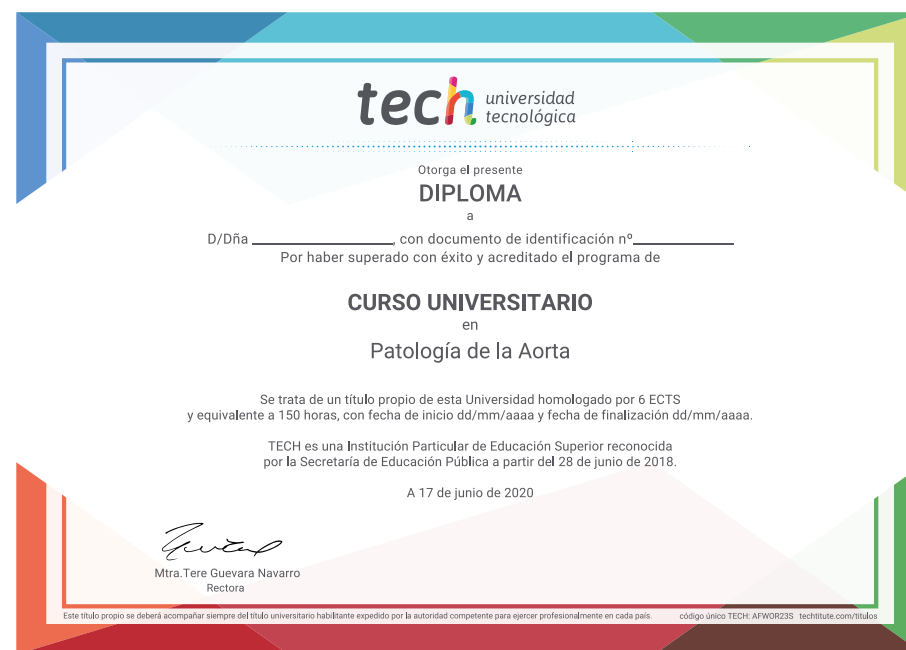 tech universidad
tecnológica
Otorga el presente
DIPLOMA
a
D/Dña ____________________, con documento de identificación nº______________
Por haber superado con éxito y acreditado el programa de
CURSO UNIVERSITARIO
en
Patología de la Aorta
Se trata de un título propio de esta Universidad homologado por 6 ECTS
y equivalente a 150 horas, con fecha de inicio dd/mm/aaaa y fecha de finalización dd/mm/aaaa.
TECH es una Institución Particular de Educación Superior reconocida
por la Secretaría de Educación Pública a partir del 28 de junio de 2018.
A 17 de junio de 2020
Mtra.Tere Guevara Navarro
Rectora
Este título propio se deberá acompañar siempre del título universitario habilitante expedido por la autoridad competente para ejercer profesionalmente en cada país. código único TECH: AFWOR23S techtitute.com/titulos